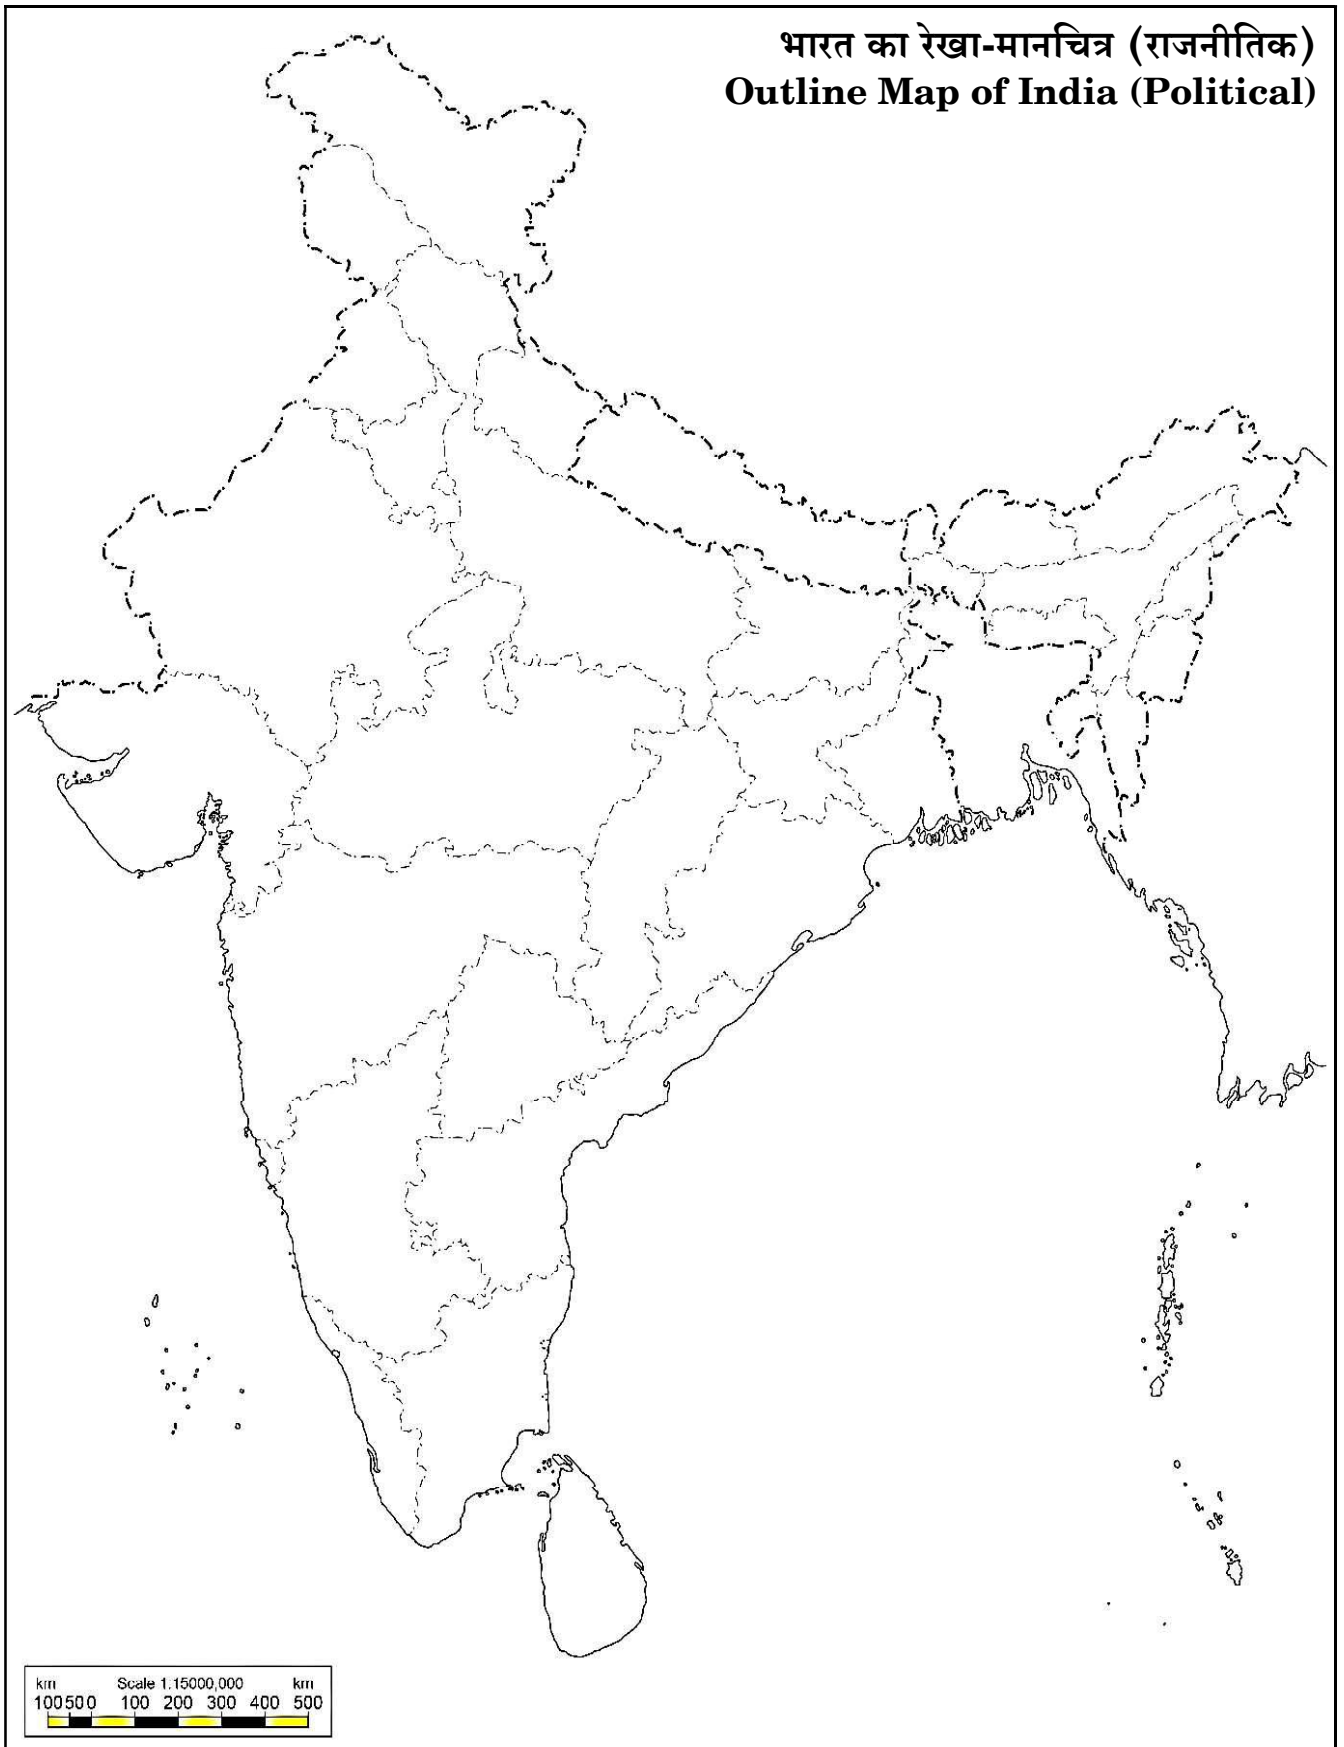 भारत का रेखा-मानचित्र (राजनीतिक)
Outline Map of India (Political)
km Scale 1:15000,000 km
100 50 0 100 200 300 400 500